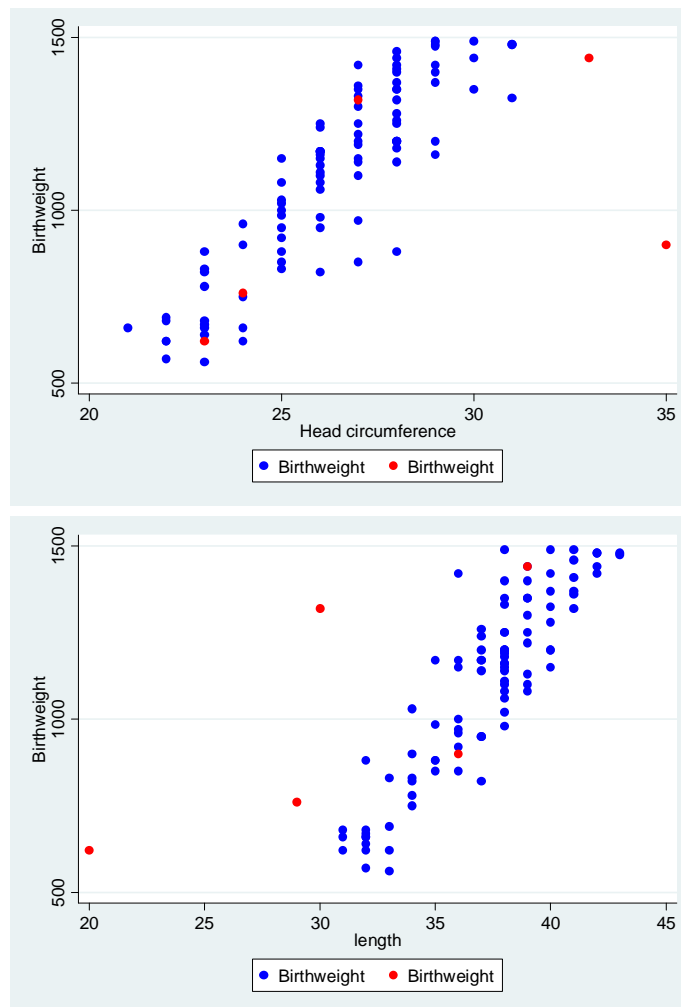 1500
1000
500
Birthweight
20 25 30 35
Head circumference
Birthweight Birthweight
1500
1000
500
Birthweight
20 25 30 35 40 45
length
Birthweight Birthweight